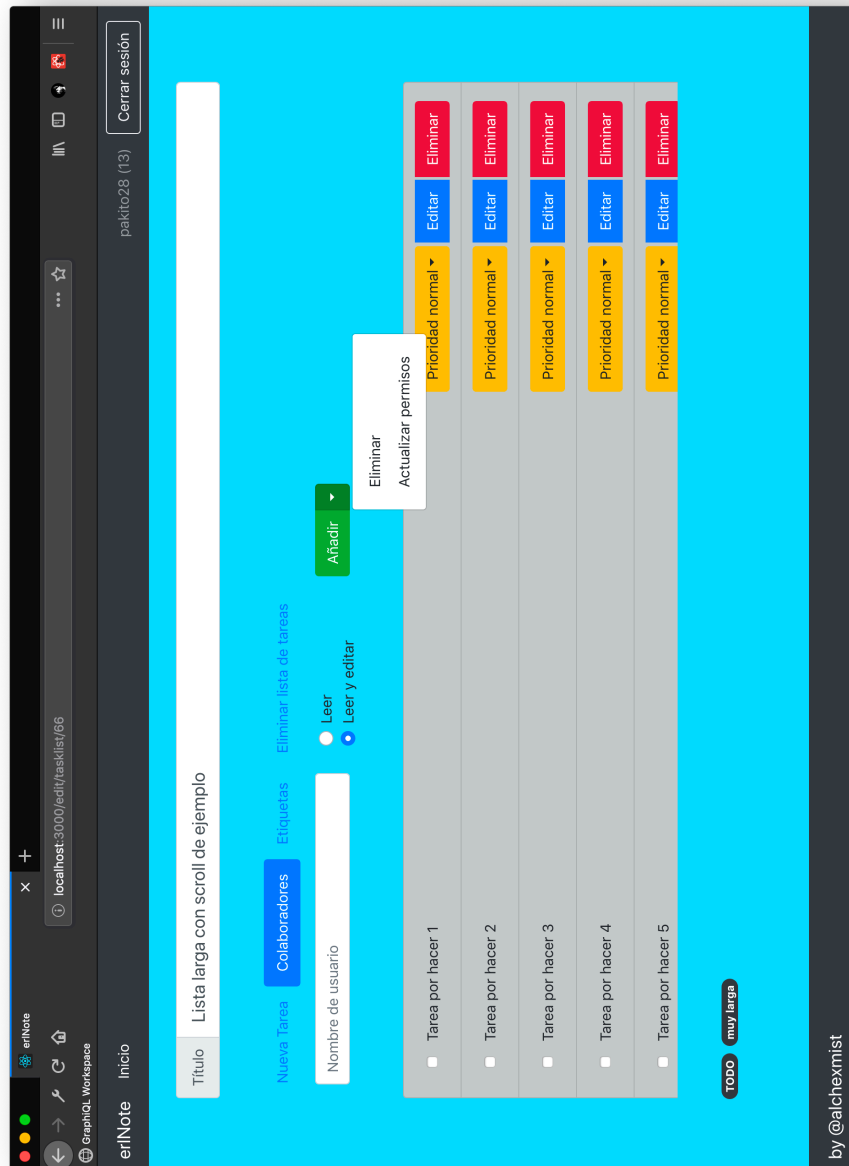 erlNote
localhost:3000/edit/tasklist/66
GraphiQL Workspace
erlNote Inicio pakito28 (13) Cerrar sesión
Título Lista larga con scroll de ejemplo
Nueva Tarea Colaboradores Etiquetas Eliminar lista de tareas
Nombre de usuario
Leer
Leer y editar
Añadir
Eliminar
Actualizar permisos
Tarea por hacer 1 Prioridad normal Editar Eliminar
Tarea por hacer 2 Prioridad normal Editar Eliminar
Tarea por hacer 3 Prioridad normal Editar Eliminar
Tarea por hacer 4 Prioridad normal Editar Eliminar
Tarea por hacer 5 Prioridad normal Editar Eliminar
TODO muy larga
by @alchexmist